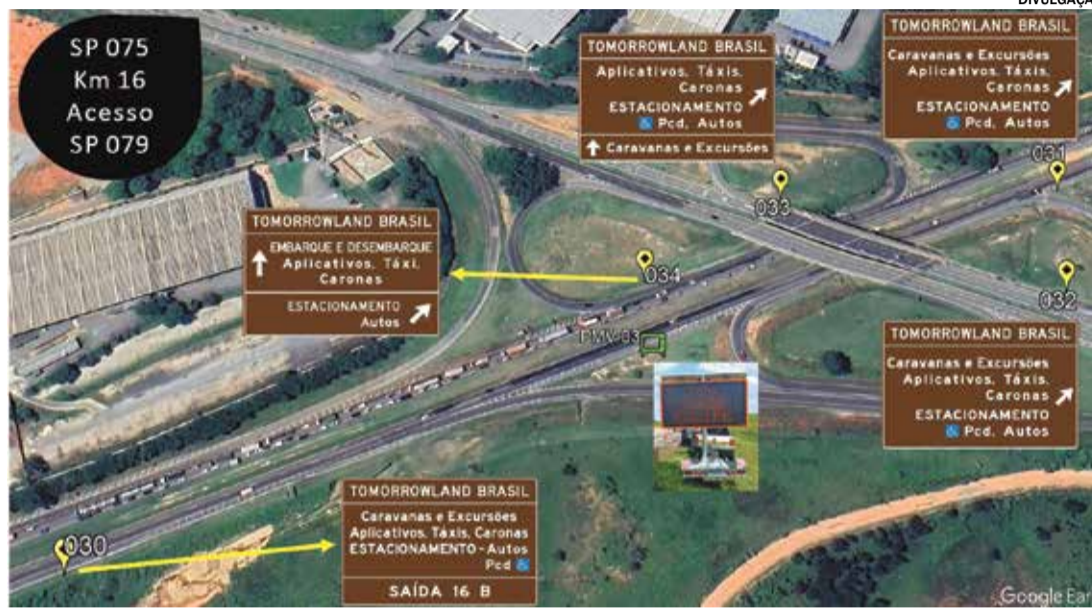 DIVULGAÇÃ
SP 075
Km 16
Acesso
SP 079
TOMORROWLAND BRASIL
Aplicativos, Táxis,
Caronas
ESTACIONAMENTO
Pcd, Autos
Caravanas e Excursões
TOMORROWLAND BRASIL
Caravanas e Excursões
Aplicativos, Táxis,
Caronas
ESTACIONAMENTO
Pcd, Autos
031
033
TOMORROWLAND BRASIL
EMBARQUE E DESEMBARQUE
Aplicativos, Táxi,
Caronas
ESTACIONAMENTO
Autos
034
032
PMV 03
TOMORROWLAND BRASIL
Caravanas e Excursões
Aplicativos, Táxis,
Caronas
ESTACIONAMENTO
Pcd, Autos
030
TOMORROWLAND BRASIL
Caravanas e Excursões
Aplicativos, Táxis, Caronas
ESTACIONAMENTO - Autos
Pcd
SAÍDA 16 B
Google Ea